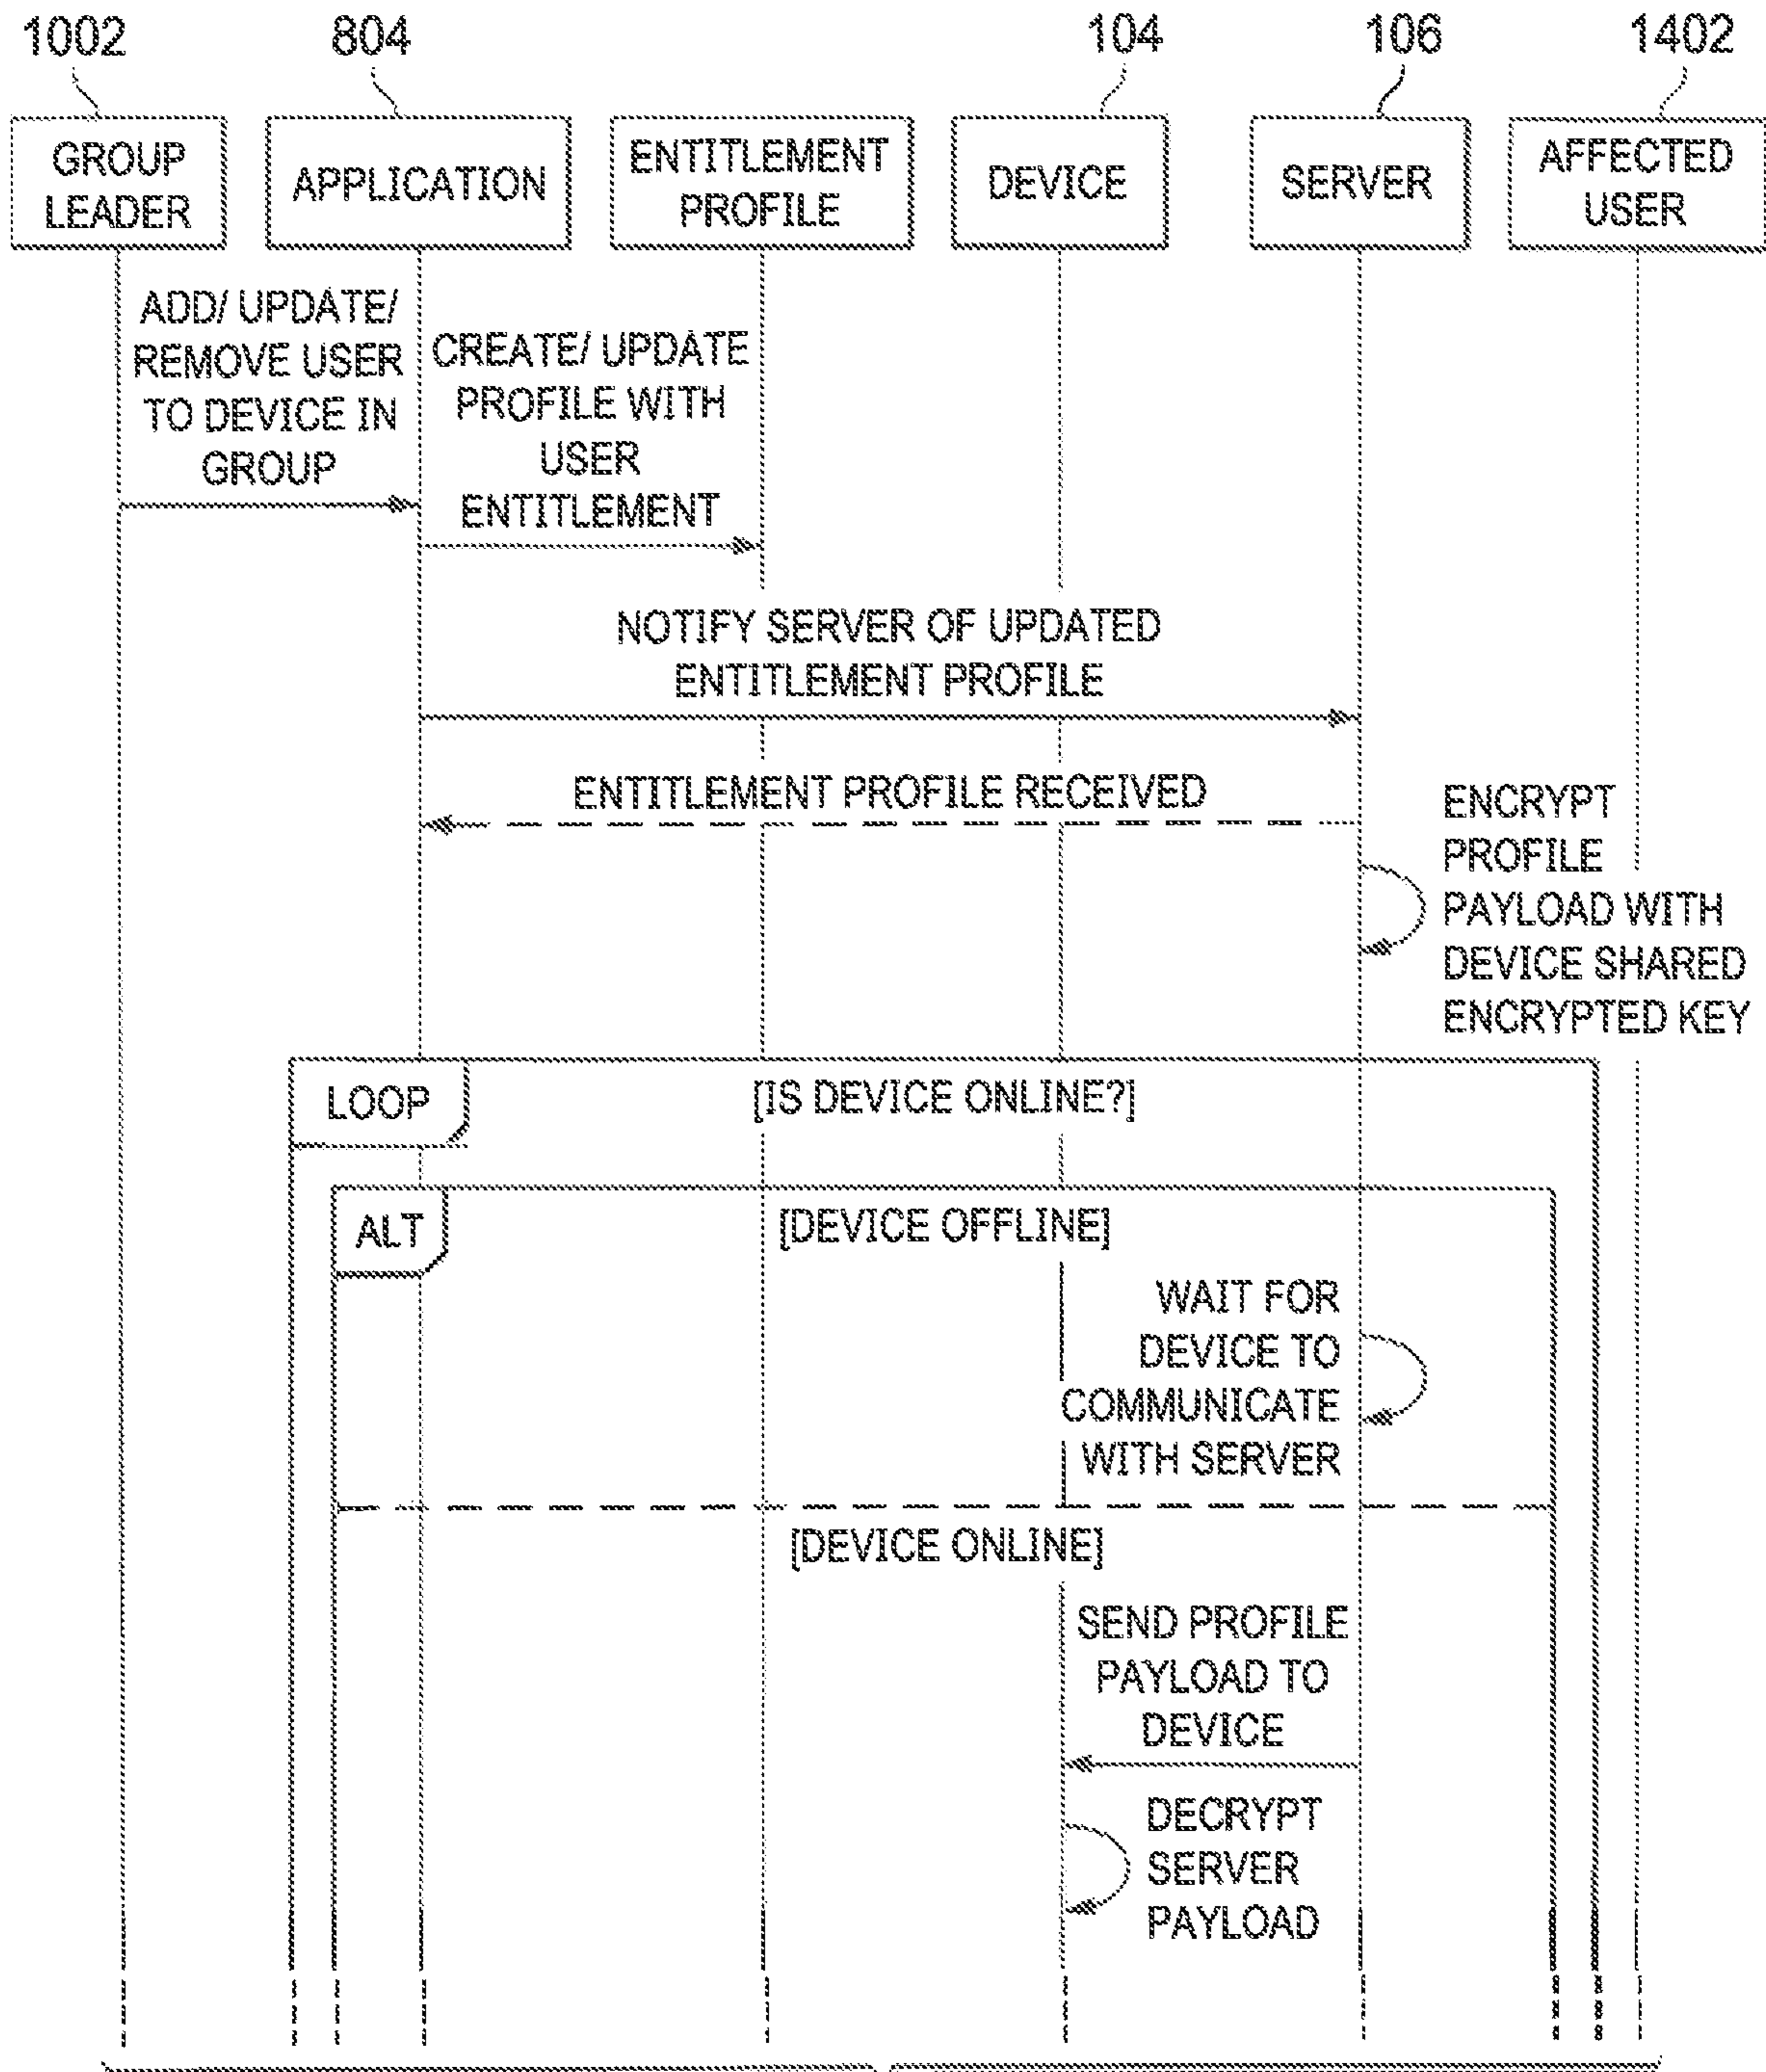 1002
804
104
106
1402
GROUP
LEADER
APPLICATION
ENTITLEMENT
PROFILE
DEVICE
SERVER
AFFECTED
USER
ADD/ UPDATE/
REMOVE USER
TO DEVICE IN
GROUP
CREATE/ UPDATE
PROFILE WITH
USER
ENTITLEMENT
NOTIFY SERVER OF UPDATED
ENTITLEMENT PROFILE
ENTITLEMENT PROFILE RECEIVED
ENCRYPT
PROFILE
PAYLOAD WITH
DEVICE SHARED
ENCRYPTED KEY
LOOP
[IS DEVICE ONLINE?]
ALT
[DEVICE OFFLINE]
WAIT FOR
DEVICE TO
COMMUNICATE
WITH SERVER
[DEVICE ONLINE]
SEND PROFILE
PAYLOAD TO
DEVICE
DECRYPT
SERVER
PAYLOAD